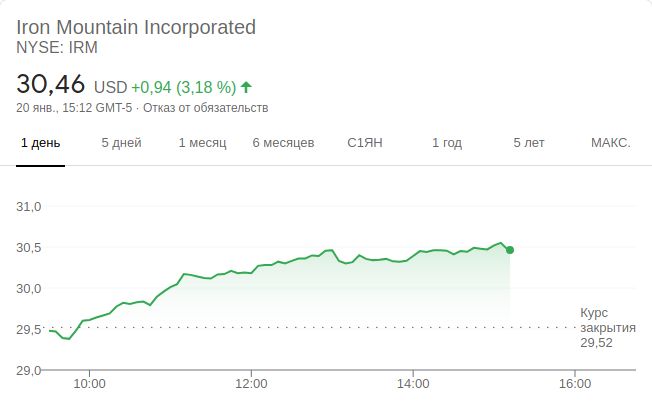 Iron Mountain Incorporated
NYSE: IRM
30,46 USD +0,94 (3,18 %)
20 янв., 15:12 GMT-5 · Отказ от обязательств
1 день 5 дней 1 месяц 6 месяцев С1ЯН 1 год 5 лет МАКС.
31,0
30,5
30,0
29,5
29,0
Курс
закрытия
29,52
10:00 12:00 14:00 16:00